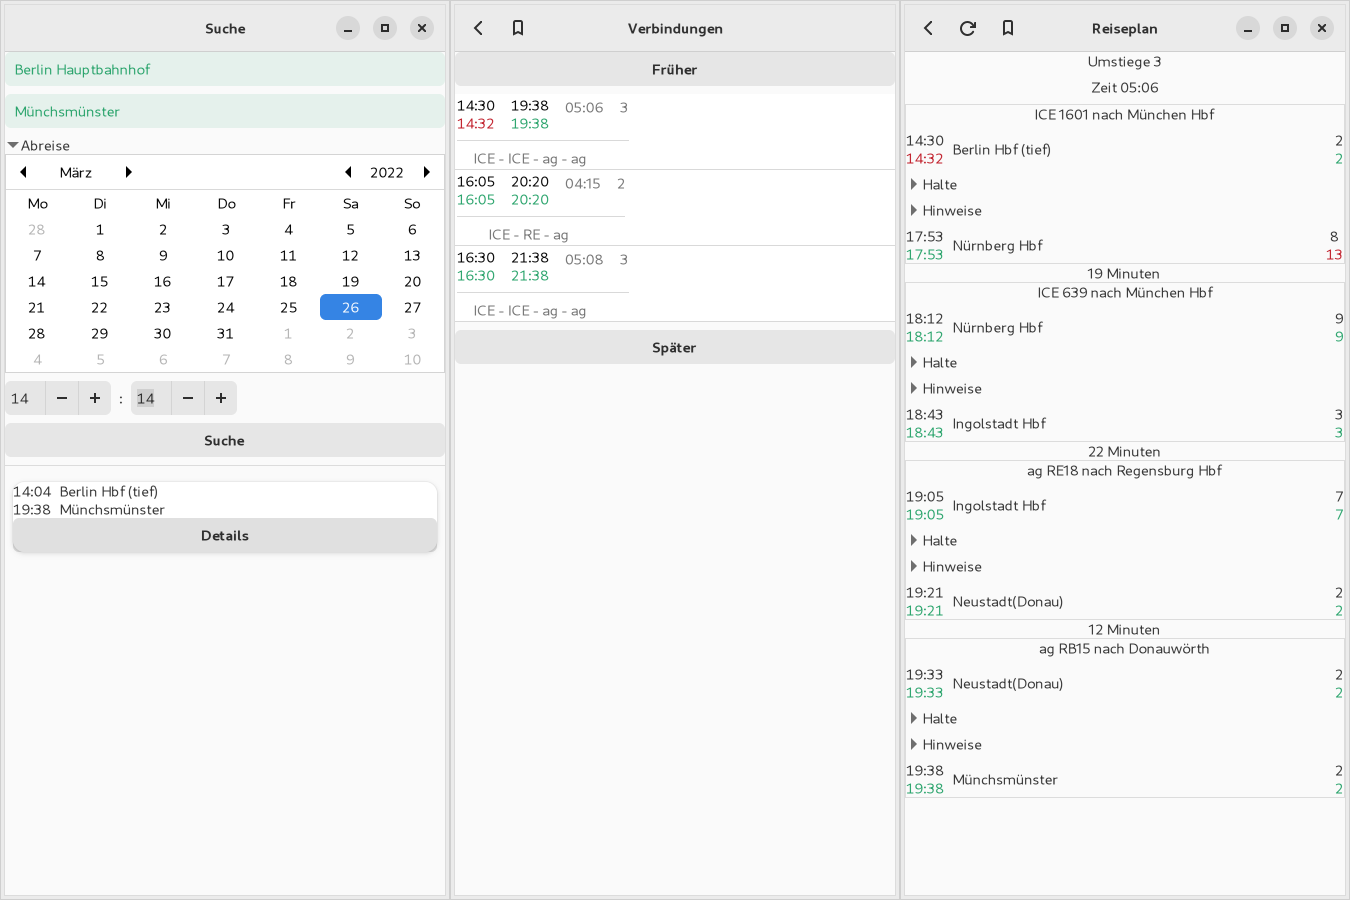 Suche
Berlin Hauptbahnhof
Münchsmünster
Abreise
März 2022
Mo Di Mi Do Fr Sa So
28 1 2 3 4 5 6
7 8 9 10 11 12 13
14 15 16 17 18 19 20
21 22 23 24 25 26 27
28 29 30 31 1 2 3
4 5 6 7 8 9 10
14 − + : 14 − +
Suche
14:04 Berlin Hbf (tief)
19:38 Münchsmünster
Details
Verbindungen
Früher
14:30 19:38 05:06 3
14:32 19:38
ICE - ICE - ag - ag
16:05 20:20 04:15 2
16:05 20:20
ICE - RE - ag
16:30 21:38 05:08 3
16:30 21:38
ICE - ICE - ag - ag
Später
Reiseplan
Umstiege 3
Zeit 05:06
ICE 1601 nach München Hbf
14:30 Berlin Hbf (tief) 2
14:32 2
Halte
Hinweise
17:53 Nürnberg Hbf 8
17:53 13
19 Minuten
ICE 639 nach München Hbf
18:12 Nürnberg Hbf 9
18:12 9
Halte
Hinweise
18:43 Ingolstadt Hbf 3
18:43 3
22 Minuten
ag RE18 nach Regensburg Hbf
19:05 Ingolstadt Hbf 7
19:05 7
Halte
Hinweise
19:21 Neustadt(Donau) 2
19:21 2
12 Minuten
ag RB15 nach Donauwörth
19:33 Neustadt(Donau) 2
19:33 2
Halte
Hinweise
19:38 Münchsmünster 2
19:38 2